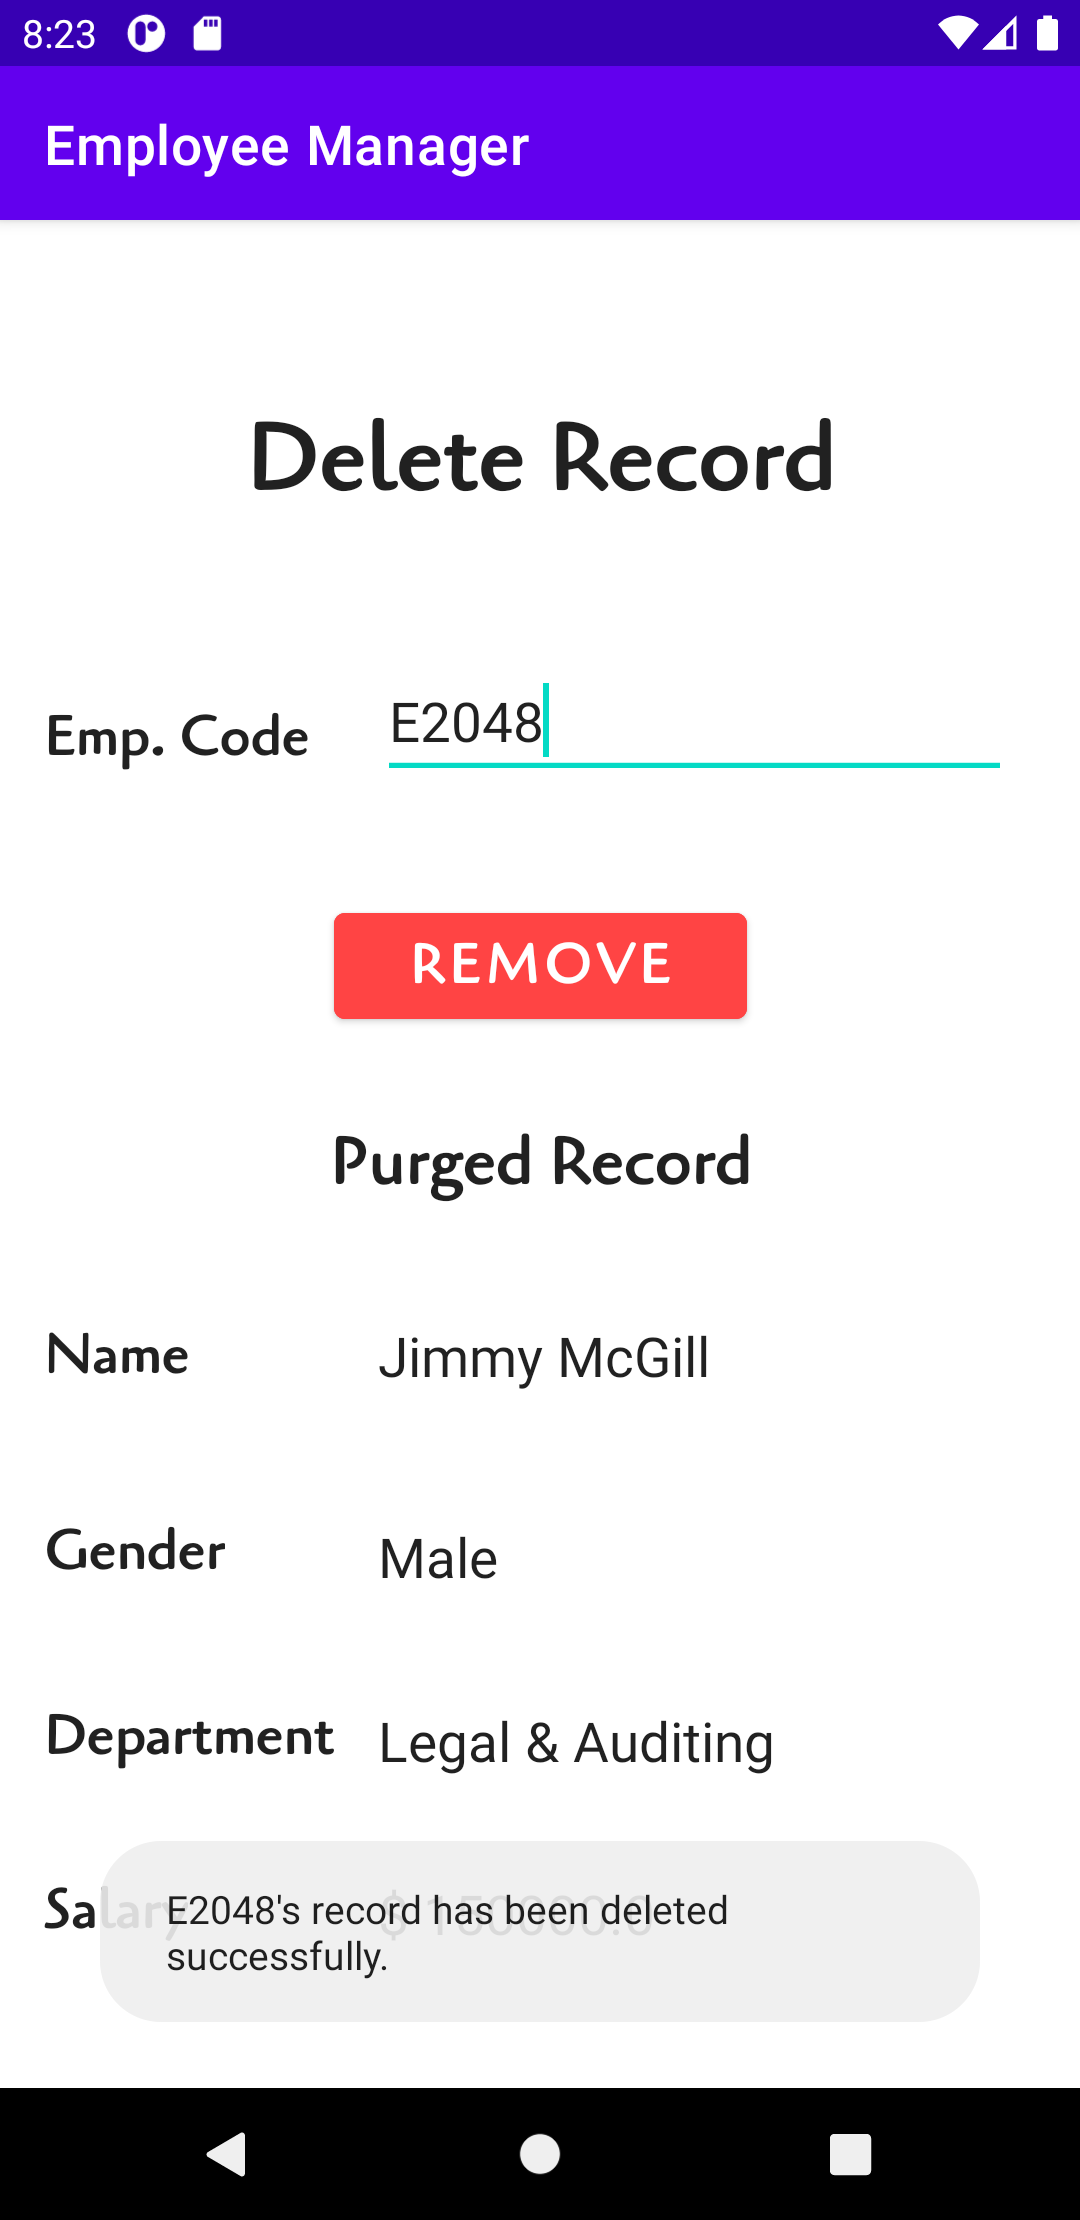 8:23
Employee Manager
Delete Record
Emp. Code E2048
REMOVE
Purged Record
Name Jimmy McGill
Gender Male
Department Legal & Auditing
Salary
E2048's record has been deleted
successfully.